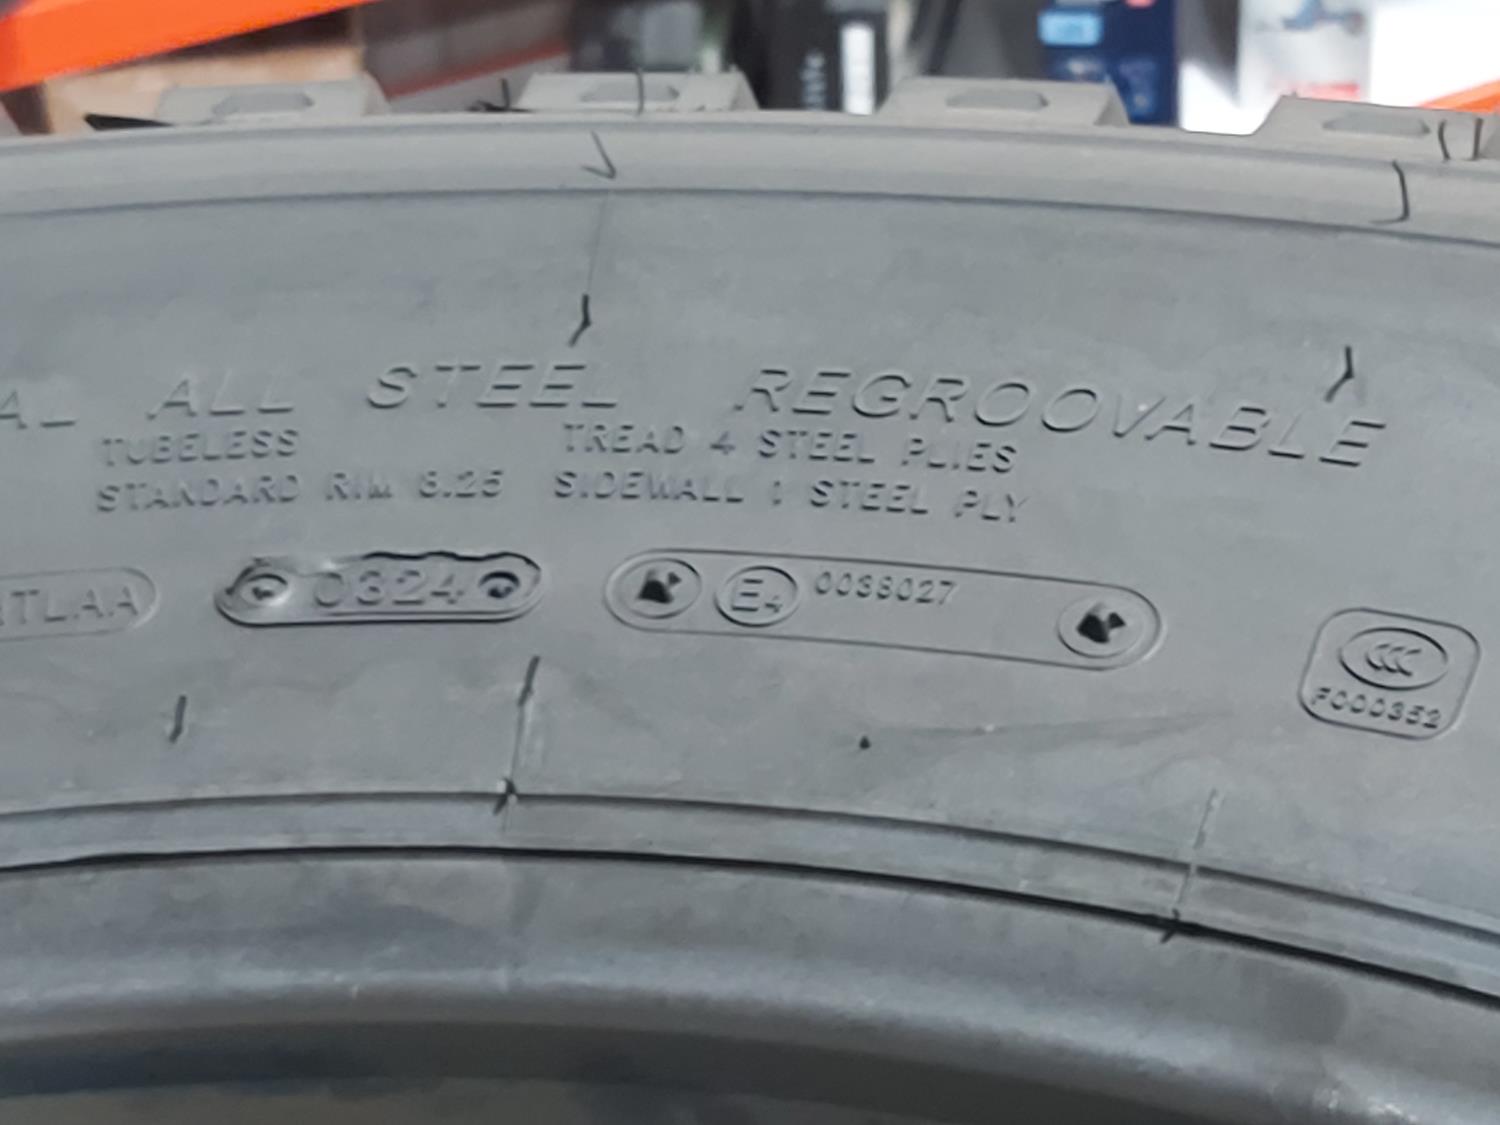 AL ALL STEEL REGROOVABLE
TUBELESS
STANDARD RIM 8.25
TREAD 4 STEEL PLIES
SIDEWALL 1 STEEL PLY
TLAA
0324
E4 0038027
CCC
F000352